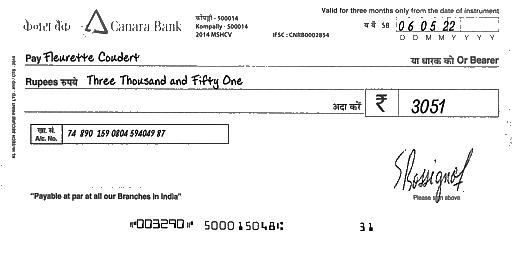 Valid for three months only from the date of instrument
केनरा बैंक Canara Bank
कोंपल्ली - 500014
Kompally - 500014
2014 MSHCV
IFSC : CNRB0002854
SB 06 05 22
D D M M Y Y Y Y
Pay Fleurette Coudert या धारक को Or Bearer
Rupees रुपये Three Thousand and Fifty One
अदा करें ₹ 3051
खा. सं.
A/c. No. 74 890 159 0804 594049 87
S Rossignol
Please sign above
"Payable at par at all our Branches in India"
⑈003290⑈ 500015048⑆ 31